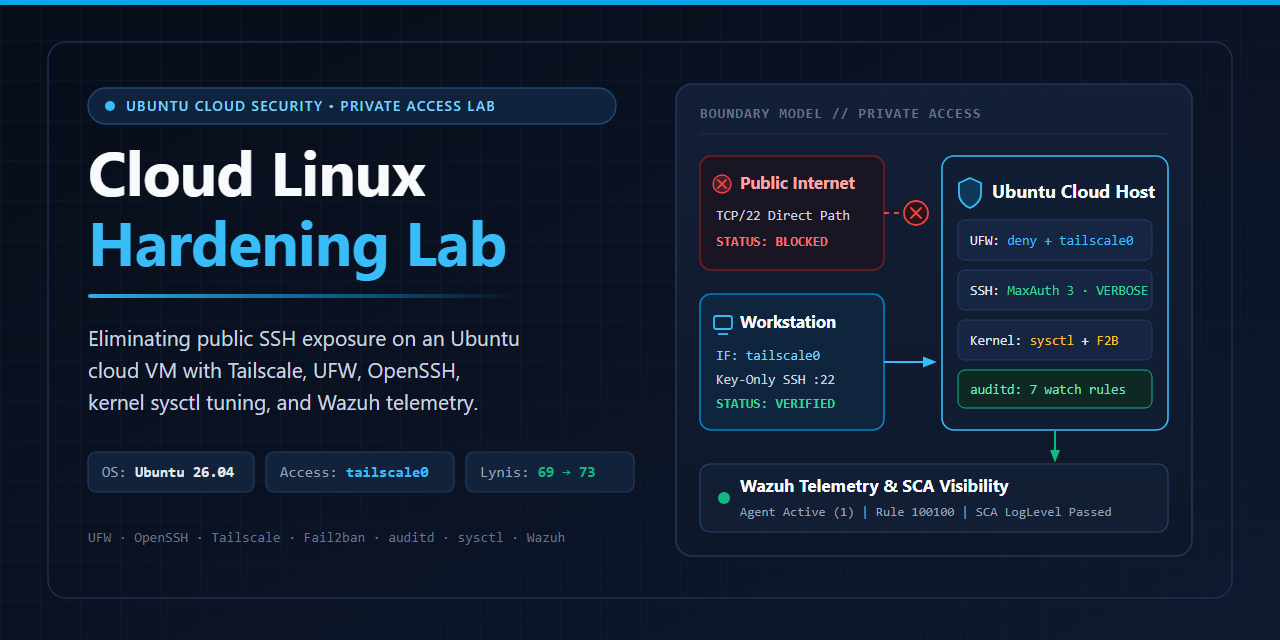 UBUNTU CLOUD SECURITY • PRIVATE ACCESS LAB
Cloud Linux
Hardening Lab
Eliminating public SSH exposure on an Ubuntu
cloud VM with Tailscale, UFW, OpenSSH,
kernel sysctl tuning, and Wazuh telemetry.
OS: Ubuntu 26.04
Access: tailscale0
Lynis: 69 → 73
UFW · OpenSSH · Tailscale · Fail2ban · auditd · sysctl · Wazuh
BOUNDARY MODEL // PRIVATE ACCESS
Public Internet
TCP/22 Direct Path
STATUS: BLOCKED
Workstation
IF: tailscale0
Key-Only SSH :22
STATUS: VERIFIED
Ubuntu Cloud Host
UFW: deny + tailscale0
SSH: MaxAuth 3 · VERBOSE
Kernel: sysctl + F2B
auditd: 7 watch rules
Wazuh Telemetry & SCA Visibility
Agent Active (1) | Rule 100100 | SCA LogLevel Passed